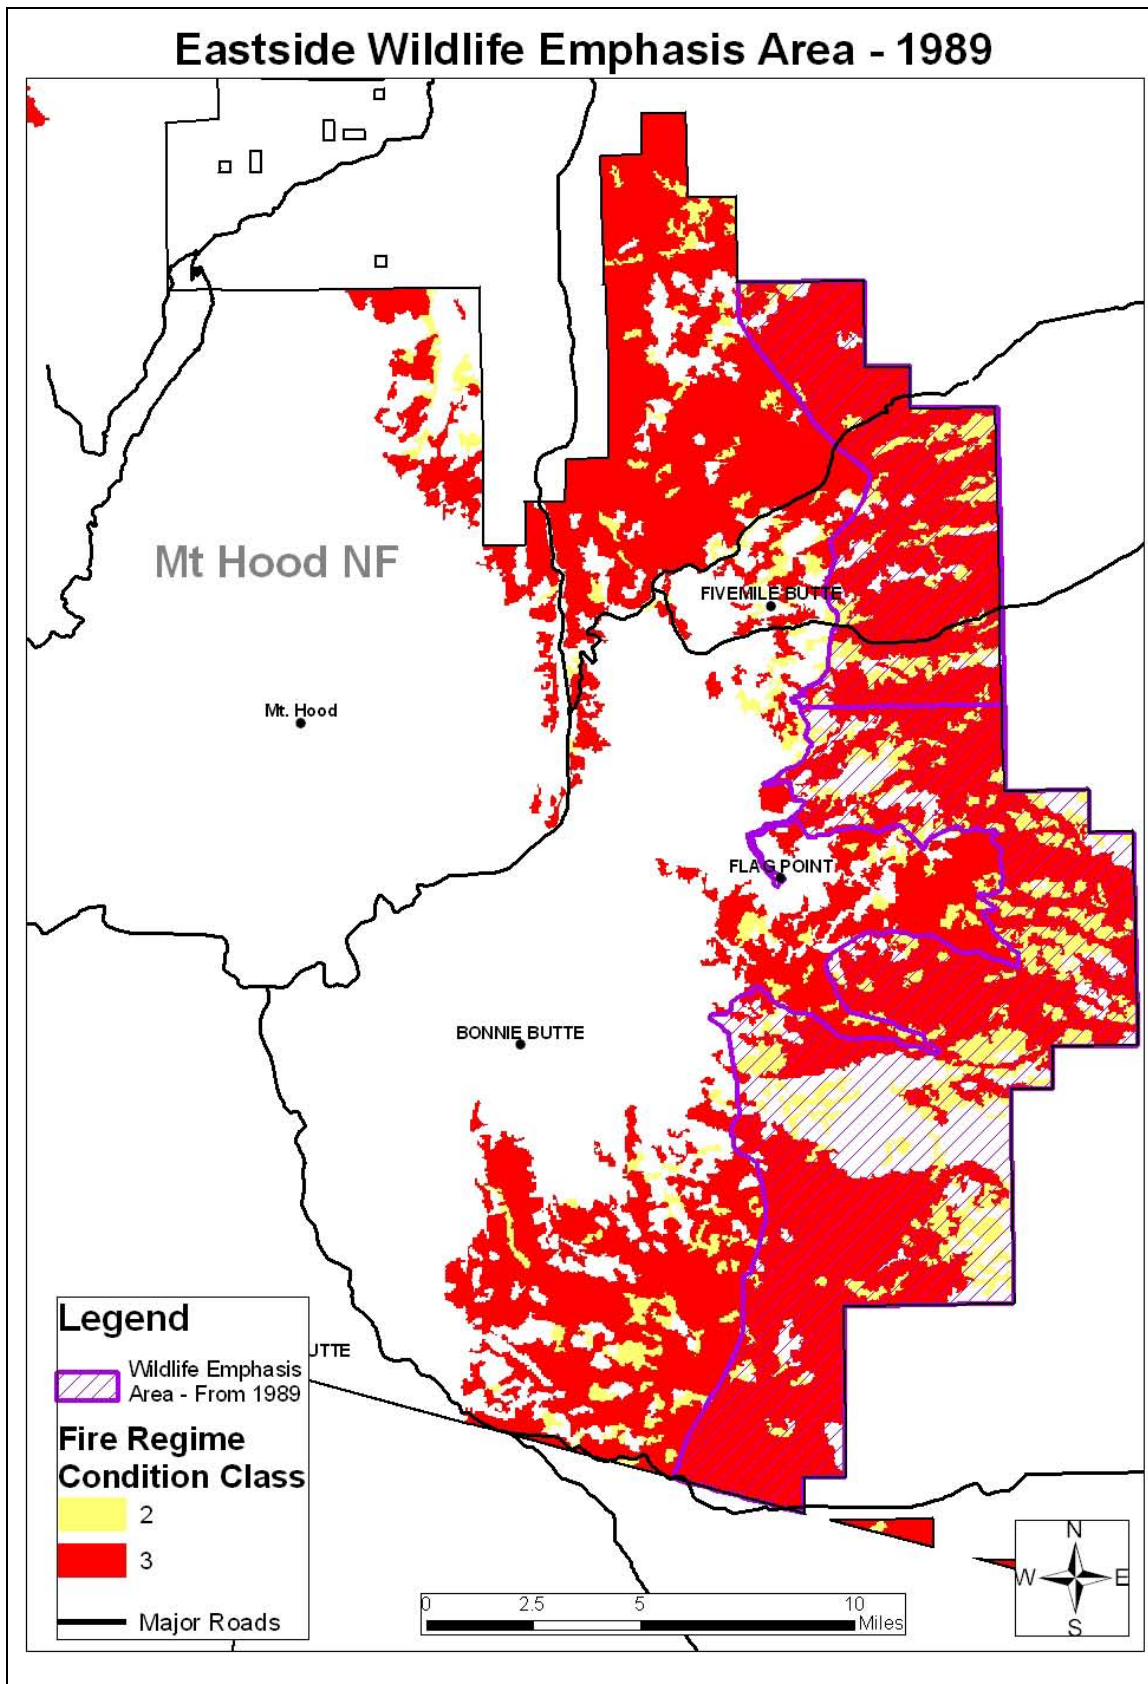 Eastside Wildlife Emphasis Area - 1989
Mt Hood NF
FIVEMILE BUTTE
Mt. Hood
FLAG POINT
BONNIE BUTTE
Legend
UTTE
Wildlife Emphasis
Area - From 1989
Fire Regime
Condition Class
2
3
Major Roads
0 2.5 5 10
Miles
N
W E
S